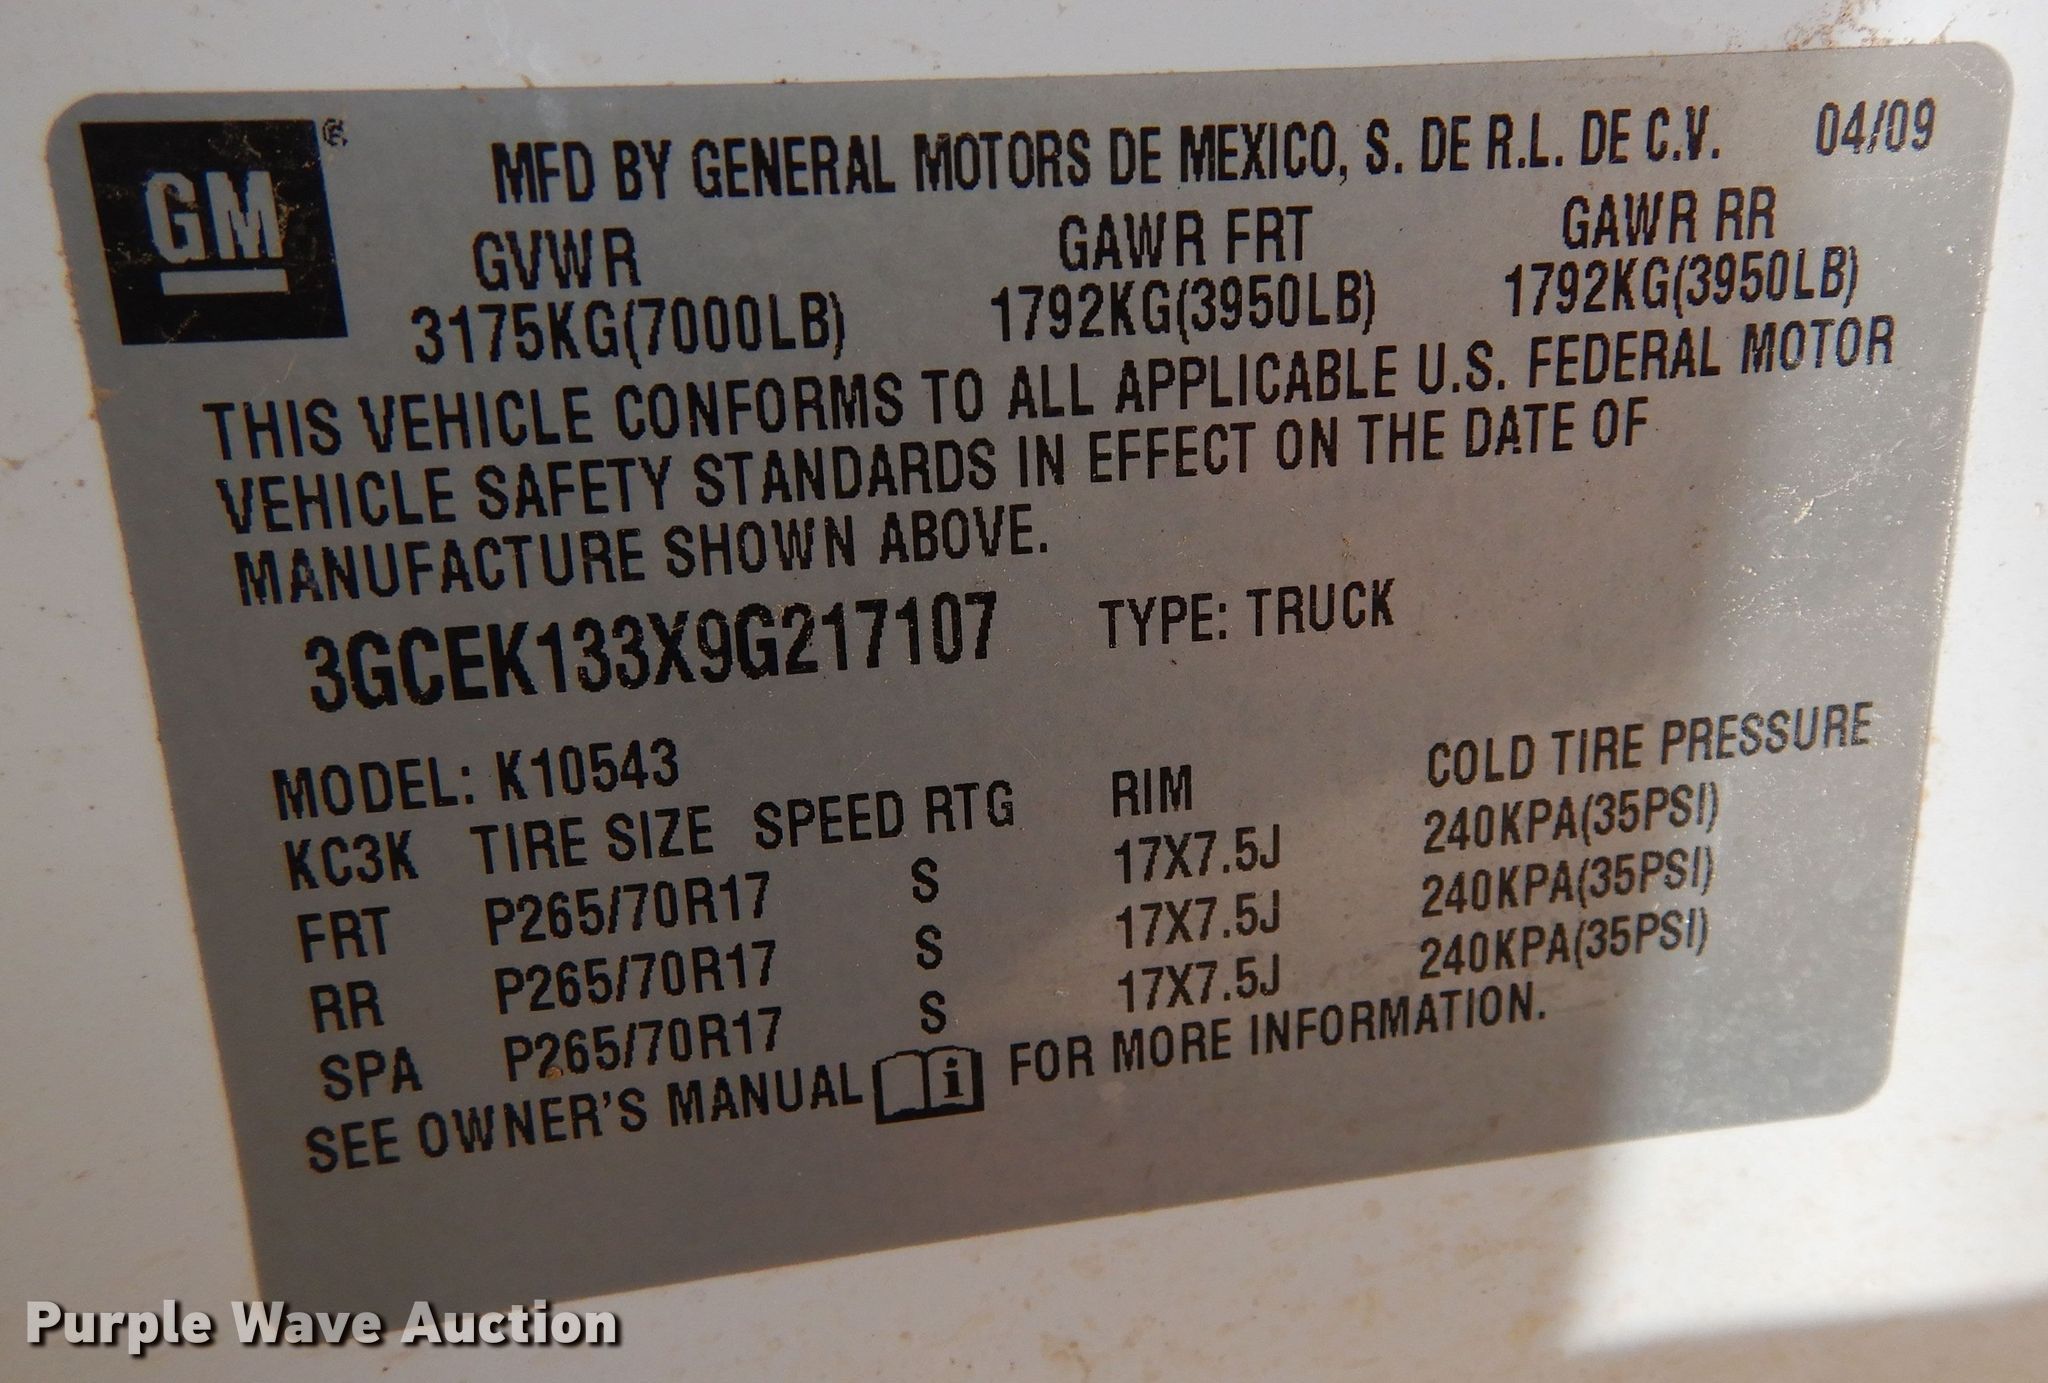 GM®
MFD BY GENERAL MOTORS DE MEXICO, S. DE R.L. DE C.V. 04/09
GVWR GAWR FRT GAWR RR
3175KG(7000LB) 1792KG(3950LB) 1792KG(3950LB)
THIS VEHICLE CONFORMS TO ALL APPLICABLE U.S. FEDERAL MOTOR
VEHICLE SAFETY STANDARDS IN EFFECT ON THE DATE OF
MANUFACTURE SHOWN ABOVE.
3GCEK133X9G217107 TYPE: TRUCK
MODEL: K10543
KC3K TIRE SIZE SPEED RTG RIM COLD TIRE PRESSURE
FRT P265/70R17 S 17X7.5J 240KPA(35PSI)
RR P265/70R17 S 17X7.5J 240KPA(35PSI)
SPA P265/70R17 S 17X7.5J 240KPA(35PSI)
SEE OWNER'S MANUAL i FOR MORE INFORMATION.
Purple Wave Auction